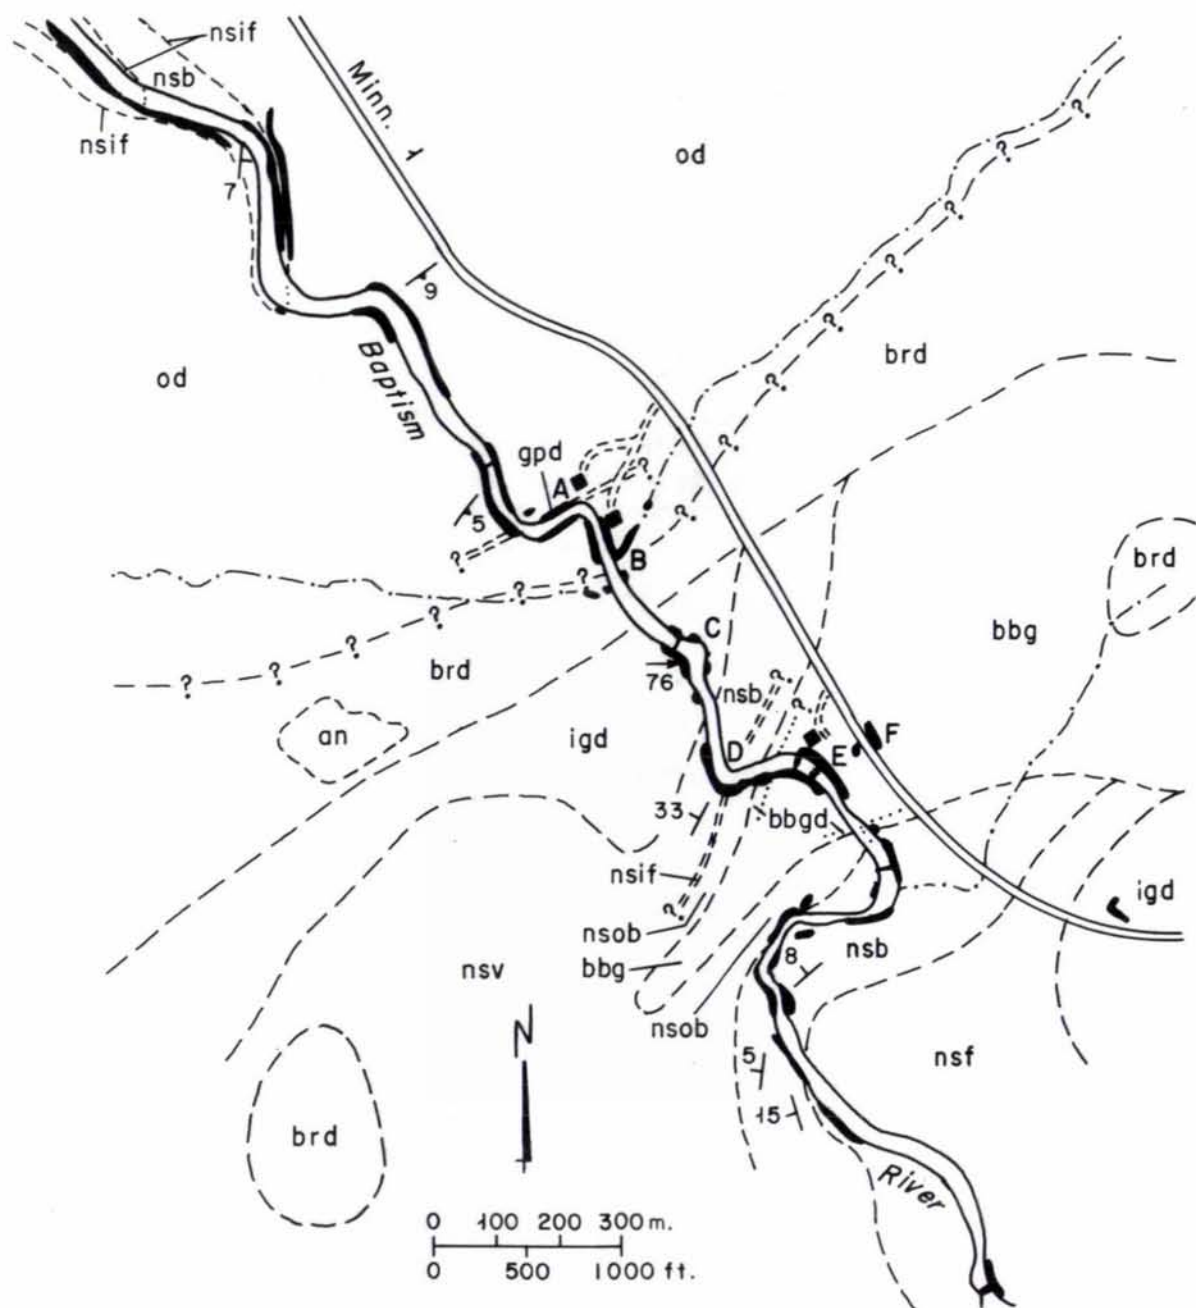 nsif
nsb
nsif
Minn. 1
od
7
9
od
Baptism
brd
gpd
A
5
B
brd
brd
C
bbg
76
nsb
an
igd
D
E
F
33
bbgd
nsif
igd
nsob
bbg
nsv
8
nsb
nsob
N
5
nsf
15
brd
River
0 100 200 300 m.
0 500 1000 ft.
? ? ? ? ? ? ? ? ?
? ?
? ? ? ? ? ?
? ? ?